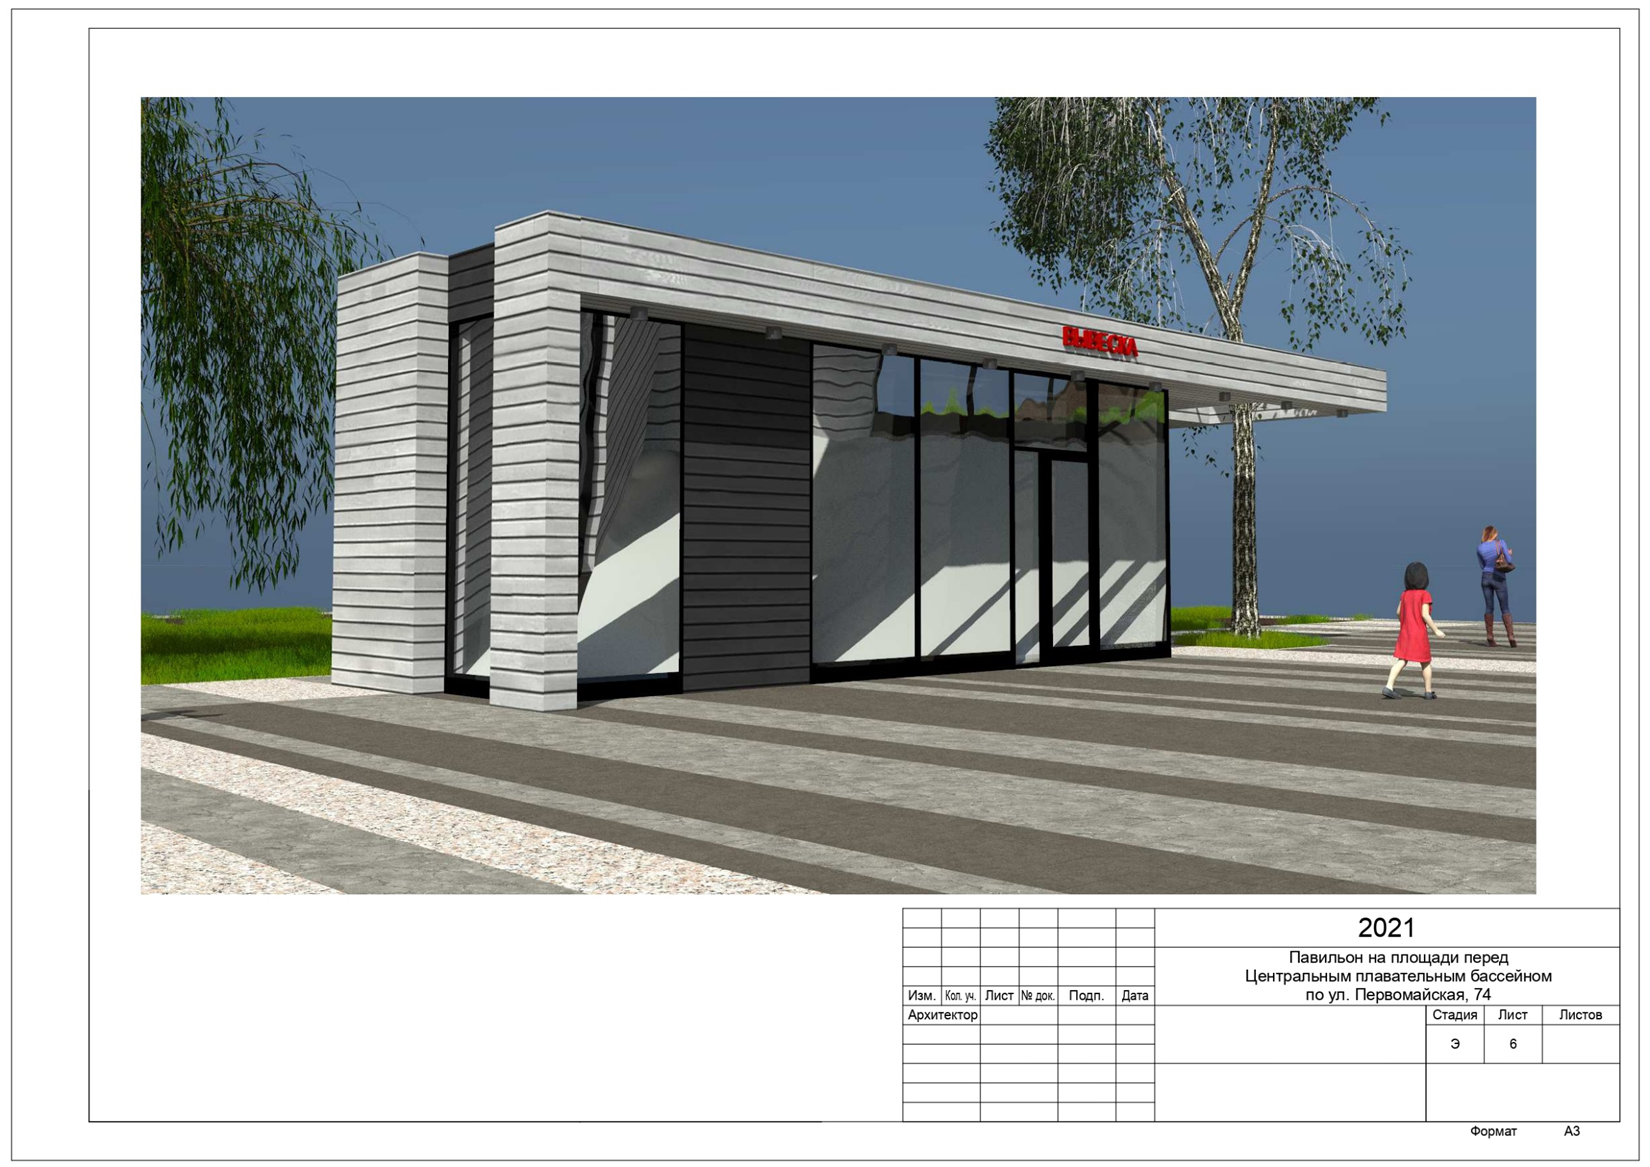 ВЫВЕСКА
2021
Павильон на площади перед
Центральным плавательным бассейном
по ул. Первомайская, 74
Изм. Кол. уч. Лист № док. Подп. Дата
Архитектор
Стадия Лист Листов
Э 6
Формат А3